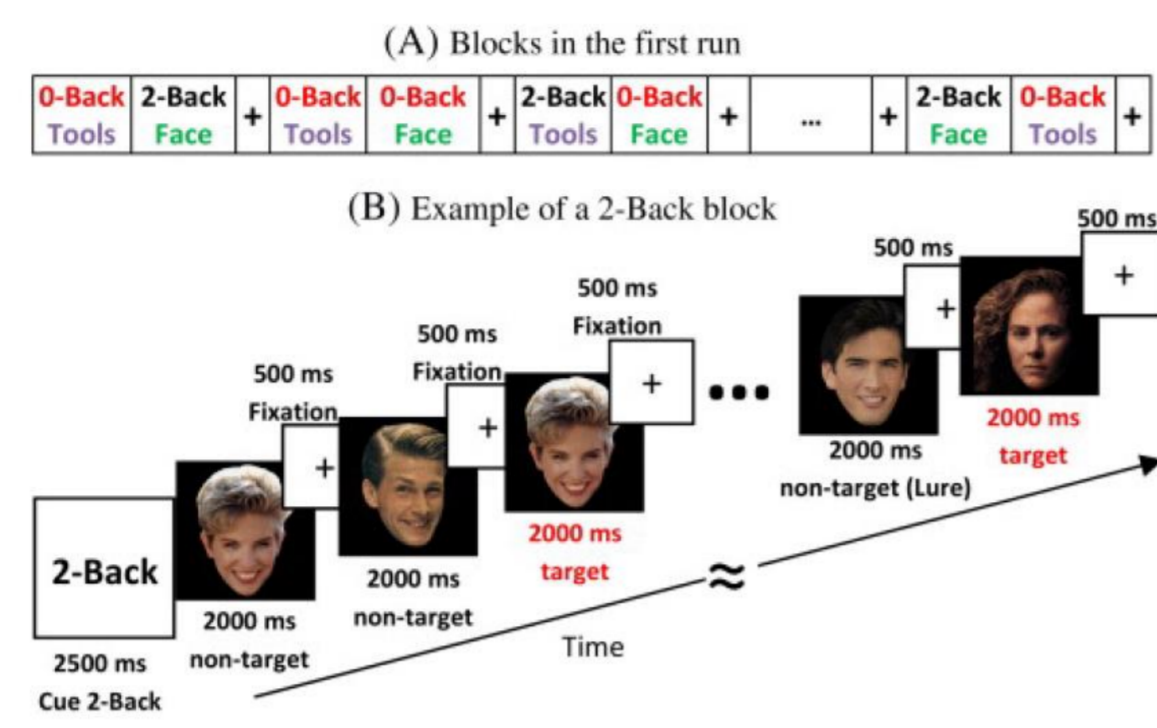 (A) Blocks in the first run
0-Back 2-Back + 0-Back 0-Back + 2-Back 0-Back + ... + 2-Back 0-Back +
Tools Face Tools Face Tools Face Face Tools
(B) Example of a 2-Back block
500 ms
500 ms
+
500 ms
Fixation
+
500 ms
Fixation
+
2000 ms
target
500 ms
Fixation
+
2000 ms
non-target (Lure)
+
2000 ms
target
2-Back
2000 ms
non-target
≈
2000 ms
non-target
Time
2500 ms
Cue 2-Back